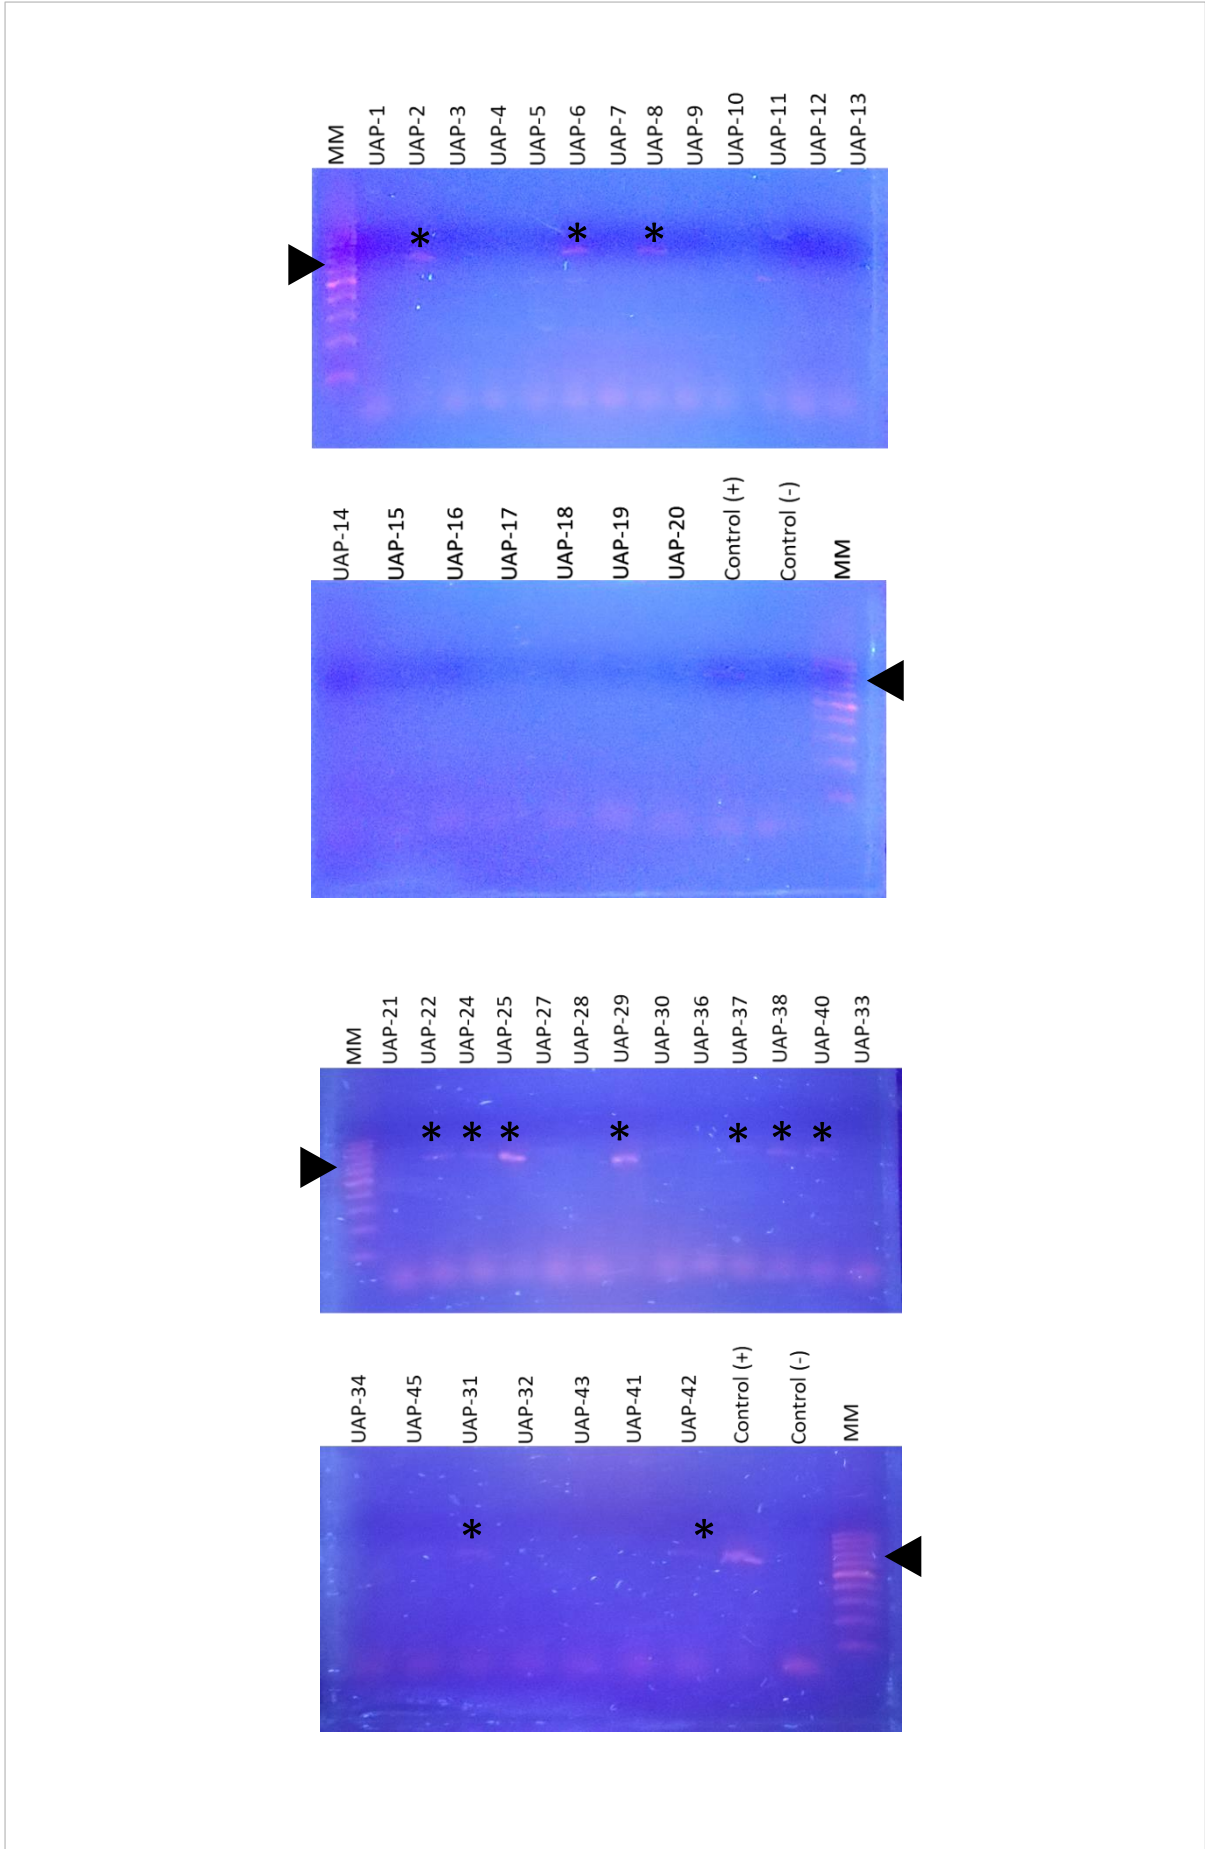 MM UAP-1 UAP-2 UAP-3 UAP-4 UAP-5 UAP-6 UAP-7 UAP-8 UAP-9 UAP-10 UAP-11 UAP-12 UAP-13
* * *
UAP-14 UAP-15 UAP-16 UAP-17 UAP-18 UAP-19 UAP-20 Control (+) Control (-) MM
MM UAP-21 UAP-22 UAP-24 UAP-25 UAP-27 UAP-28 UAP-29 UAP-30 UAP-36 UAP-37 UAP-38 UAP-40 UAP-33
* * * * * * *
UAP-34 UAP-45 UAP-31 UAP-32 UAP-43 UAP-41 UAP-42 Control (+) Control (-) MM
* *